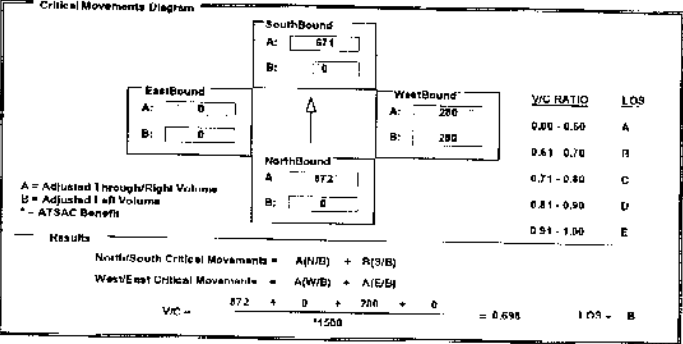 Critical Movements Diagram
SouthBound
A: 671
B: 0
EastBound
A: 0
B: 0
WestBound
A: 280
B: 280
NorthBound
A 872
B: 0
V/C RATIO LOS
0.00 - 0.60 A
0.61 - 0.70 B
0.71 - 0.80 C
0.81 - 0.90 D
0.91 - 1.00 E
A = Adjusted Through/Right Volume
B = Adjusted Left Volume
* = ATSAC Benefit
Results
North/South Critical Movements = A(N/B) + B(S/B)
West/East Critical Movements = A(W/B) + A(E/B)
V/C = 872 + 0 + 280 + 0 = 0.698 LOS = B
*1500